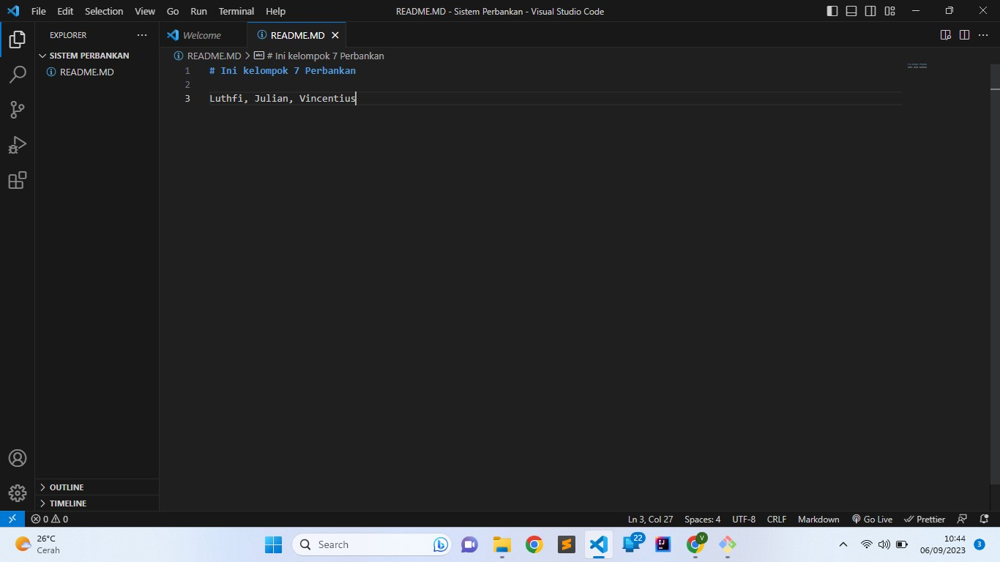 File Edit Selection View Go Run Terminal Help
README.MD - Sistem Perbankan - Visual Studio Code
EXPLORER
Welcome
README.MD
SISTEM PERBANKAN
README.MD
README.MD > # Ini kelompok 7 Perbankan
1 # Ini kelompok 7 Perbankan
2
3 Luthfi, Julian, Vincentius
OUTLINE
TIMELINE
0 0
Ln 3, Col 27 Spaces: 4 UTF-8 CRLF Markdown Go Live Prettier
26°C
Cerah
Search
22
V
10:44
06/09/2023
3